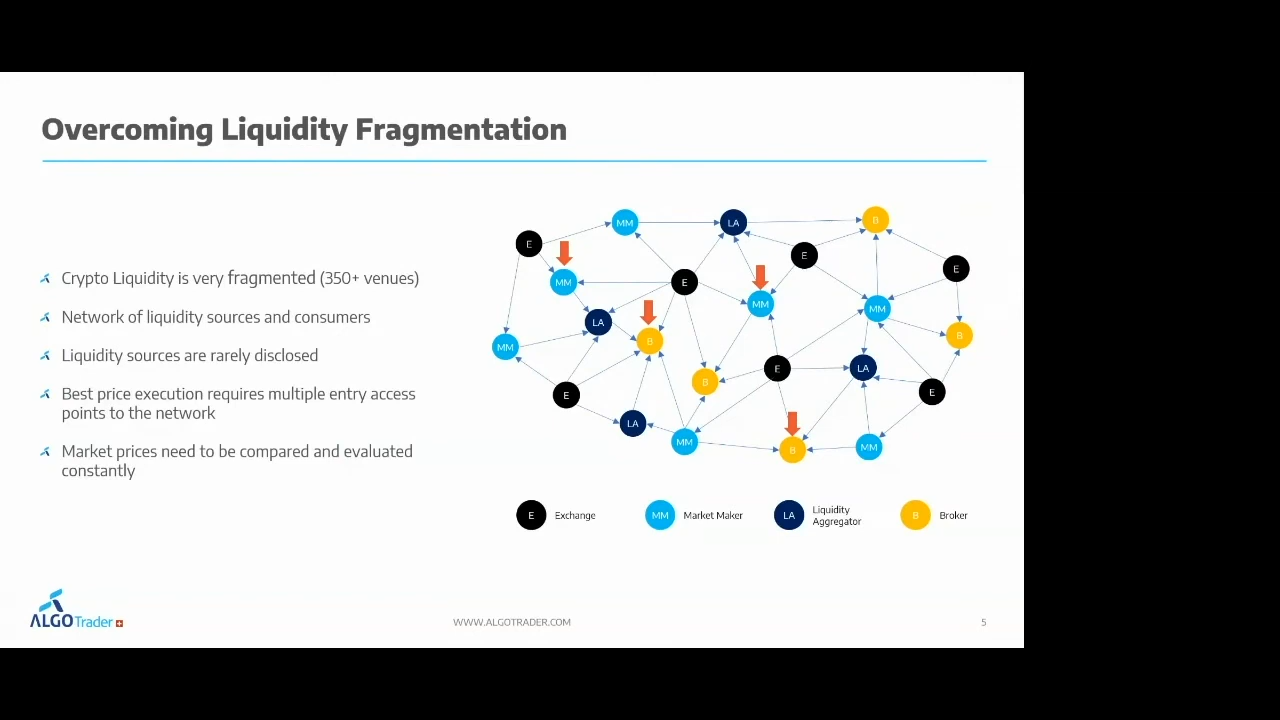 Overcoming Liquidity Fragmentation
Crypto Liquidity is very fragmented (350+ venues)
Network of liquidity sources and consumers
Liquidity sources are rarely disclosed
Best price execution requires multiple entry access
points to the network
Market prices need to be compared and evaluated
constantly
MM
LA
B
E
E
E
MM
E
MM
MM
LA
B
MM
B
MM
E
LA
B
E
E
LA
MM
B
MM
E
Exchange
MM
Market Maker
LA
Liquidity
Aggregator
B
Broker
ALGOTrader
WWW.ALGOTRADER.COM
5